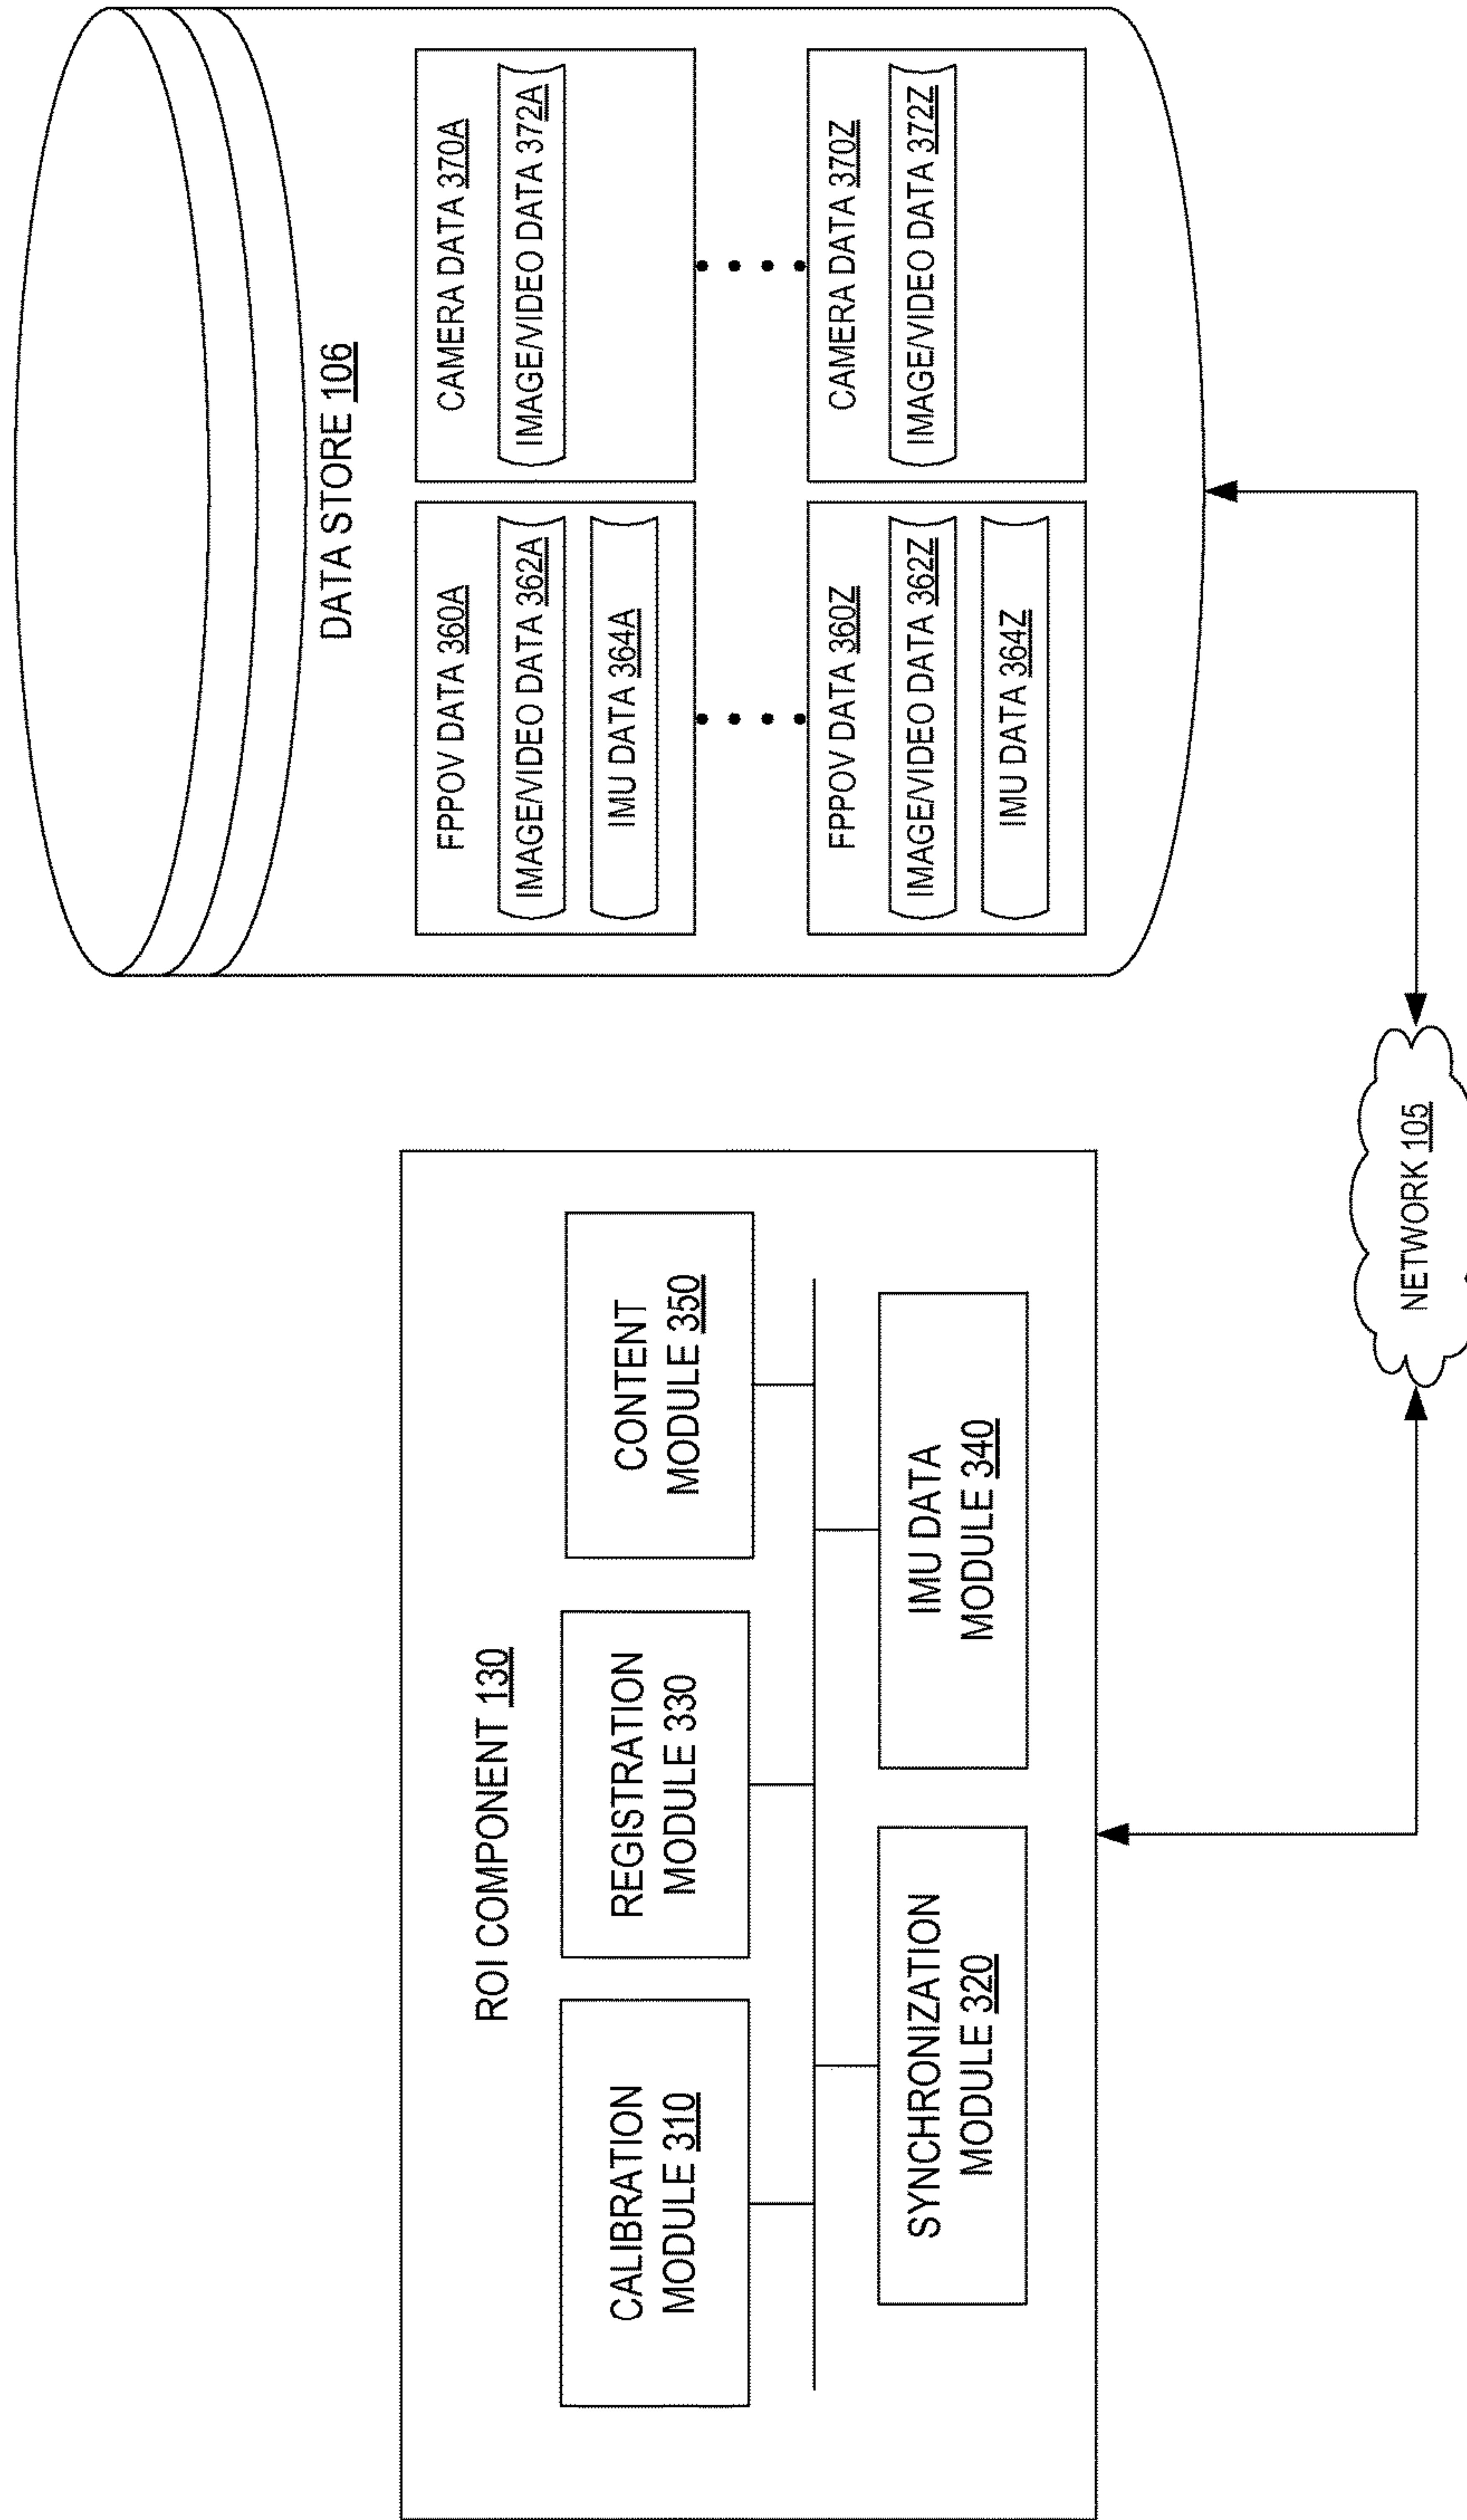 ROI COMPONENT 130
CALIBRATION
MODULE 310
REGISTRATION
MODULE 330
CONTENT
MODULE 350
SYNCHRONIZATION
MODULE 320
IMU DATA
MODULE 340
DATA STORE 106
FPPOV DATA 360A
IMAGE/VIDEO DATA 362A
IMU DATA 364A
CAMERA DATA 370A
IMAGE/VIDEO DATA 372A
FPPOV DATA 360Z
IMAGE/VIDEO DATA 362Z
IMU DATA 364Z
CAMERA DATA 370Z
IMAGE/VIDEO DATA 372Z
NETWORK 105